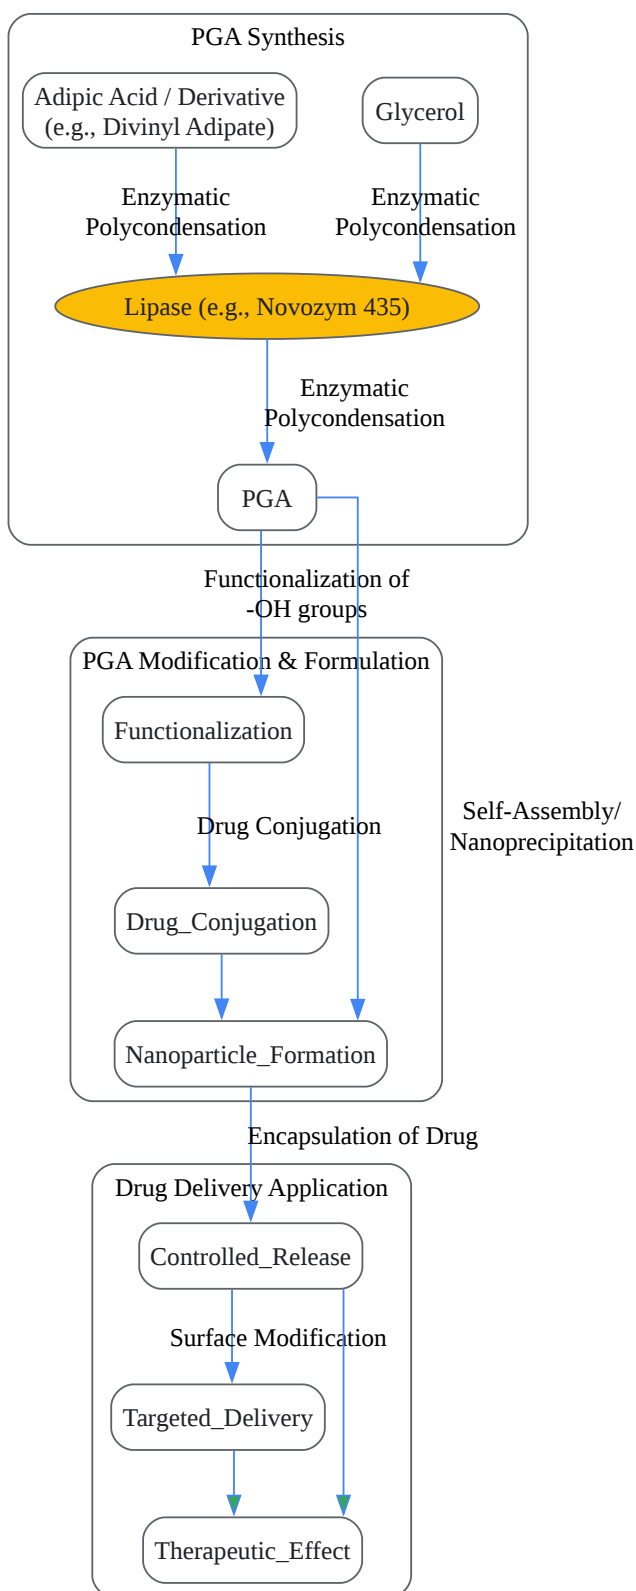 PGA Synthesis
Adipic Acid / Derivative
(e.g., Divinyl Adipate)
Glycerol
Enzymatic
Polycondensation
Enzymatic
Polycondensation
Lipase (e.g., Novozym 435)
Enzymatic
Polycondensation
PGA
Functionalization of
-OH groups
PGA Modification & Formulation
Functionalization
Self-Assembly/
Nanoprecipitation
Drug Conjugation
Drug_Conjugation
Nanoparticle_Formation
Encapsulation of Drug
Drug Delivery Application
Controlled_Release
Surface Modification
Targeted_Delivery
Therapeutic_Effect